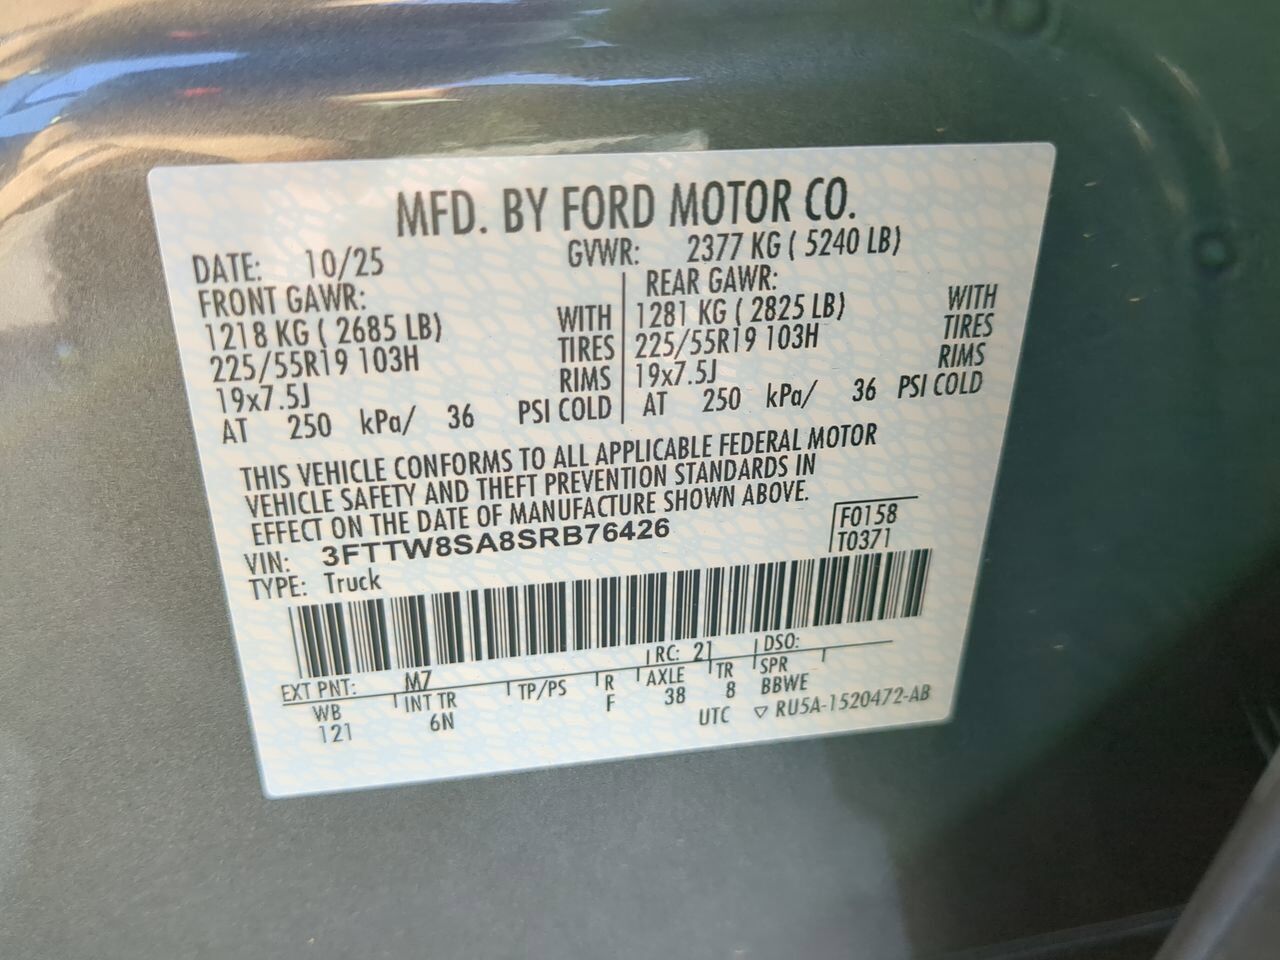 MFD. BY FORD MOTOR CO.
DATE: 10/25 GVWR: 2377 KG ( 5240 LB)
FRONT GAWR:
1218 KG ( 2685 LB) WITH
225/55R19 103H TIRES
19x7.5J RIMS
AT 250 kPa/ 36 PSI COLD
REAR GAWR:
1281 KG ( 2825 LB) WITH
225/55R19 103H TIRES
19x7.5J RIMS
AT 250 kPa/ 36 PSI COLD
THIS VEHICLE CONFORMS TO ALL APPLICABLE FEDERAL MOTOR
VEHICLE SAFETY AND THEFT PREVENTION STANDARDS IN
EFFECT ON THE DATE OF MANUFACTURE SHOWN ABOVE.
VIN: 3FTTW8SA8SRB76426
TYPE: Truck
F0158
T0371
EXT PNT: M7 RC: 21 DSO:
WB INT TR TP/PS R AXLE TR SPR
121 6N F 38 8 BBWE
UTC ▽ RU5A-1520472-AB